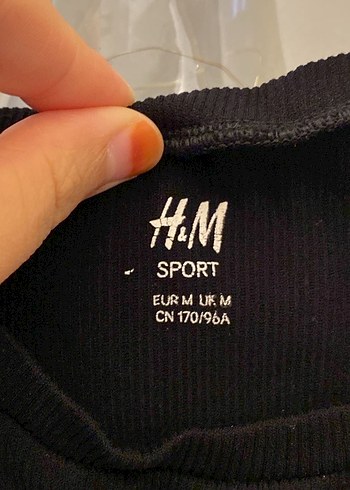 H&M
SPORT
EUR M UK M
CN 170/96A